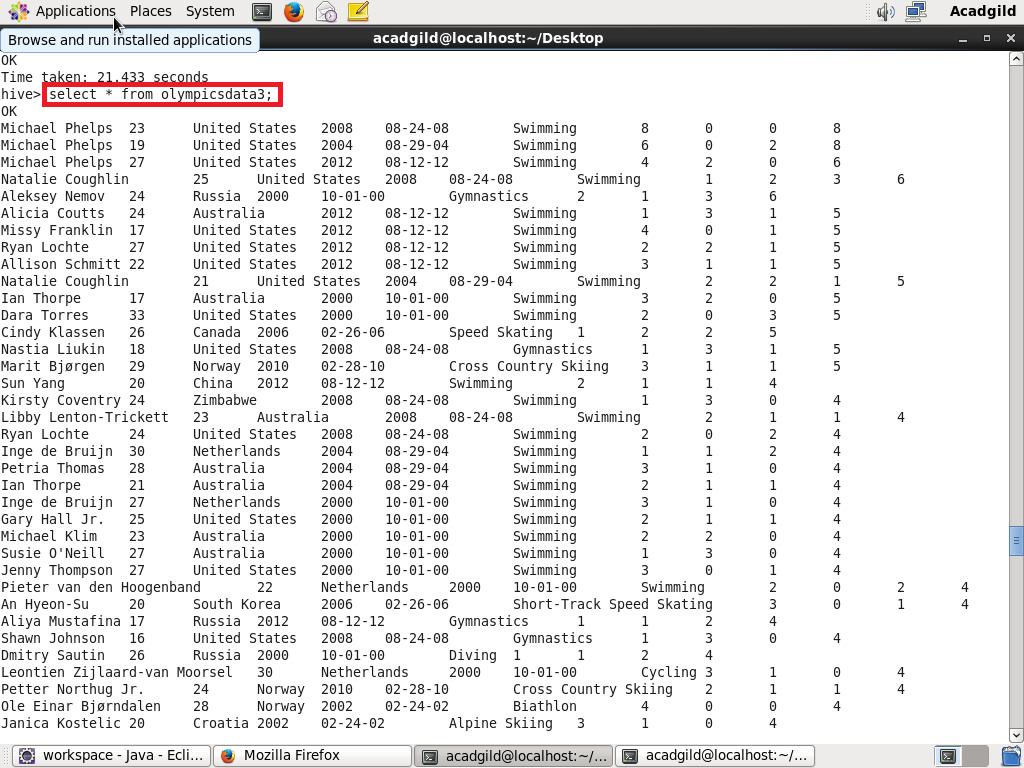 Applications Places System Acadgild
Browse and run installed applications
acadgild@localhost:~/Desktop
OK
Time taken: 21.433 seconds
hive> select * from olympicsdata3;
OK
Michael Phelps 23 United States 2008 08-24-08 Swimming 8 0 0 8
Michael Phelps 19 United States 2004 08-29-04 Swimming 6 0 2 8
Michael Phelps 27 United States 2012 08-12-12 Swimming 4 2 0 6
Natalie Coughlin 25 United States 2008 08-24-08 Swimming 1 2 3 6
Aleksey Nemov 24 Russia 2000 10-01-00 Gymnastics 2 1 3 6
Alicia Coutts 24 Australia 2012 08-12-12 Swimming 1 3 1 5
Missy Franklin 17 United States 2012 08-12-12 Swimming 4 0 1 5
Ryan Lochte 27 United States 2012 08-12-12 Swimming 2 2 1 5
Allison Schmitt 22 United States 2012 08-12-12 Swimming 3 1 1 5
Natalie Coughlin 21 United States 2004 08-29-04 Swimming 2 2 1 5
Ian Thorpe 17 Australia 2000 10-01-00 Swimming 3 2 0 5
Dara Torres 33 United States 2000 10-01-00 Swimming 2 0 3 5
Cindy Klassen 26 Canada 2006 02-26-06 Speed Skating 1 2 2 5
Nastia Liukin 18 United States 2008 08-24-08 Gymnastics 1 3 1 5
Marit Bjørgen 29 Norway 2010 02-28-10 Cross Country Skiing 3 1 1 5
Sun Yang 20 China 2012 08-12-12 Swimming 2 1 1 4
Kirsty Coventry 24 Zimbabwe 2008 08-24-08 Swimming 1 3 0 4
Libby Lenton-Trickett 23 Australia 2008 08-24-08 Swimming 2 1 1 4
Ryan Lochte 24 United States 2008 08-24-08 Swimming 2 0 2 4
Inge de Bruijn 30 Netherlands 2004 08-29-04 Swimming 1 1 2 4
Petria Thomas 28 Australia 2004 08-29-04 Swimming 3 1 0 4
Ian Thorpe 21 Australia 2004 08-29-04 Swimming 2 1 1 4
Inge de Bruijn 27 Netherlands 2000 10-01-00 Swimming 3 1 0 4
Gary Hall Jr. 25 United States 2000 10-01-00 Swimming 2 1 1 4
Michael Klim 23 Australia 2000 10-01-00 Swimming 2 2 0 4
Susie O'Neill 27 Australia 2000 10-01-00 Swimming 1 3 0 4
Jenny Thompson 27 United States 2000 10-01-00 Swimming 3 0 1 4
Pieter van den Hoogenband 22 Netherlands 2000 10-01-00 Swimming 2 0 2 4
An Hyeon-Su 20 South Korea 2006 02-26-06 Short-Track Speed Skating 3 0 1 4
Aliya Mustafina 17 Russia 2012 08-12-12 Gymnastics 1 1 2 4
Shawn Johnson 16 United States 2008 08-24-08 Gymnastics 1 3 0 4
Dmitry Sautin 26 Russia 2000 10-01-00 Diving 1 1 2 4
Leontien Zijlaard-van Moorsel 30 Netherlands 2000 10-01-00 Cycling 3 1 0 4
Petter Northug Jr. 24 Norway 2010 02-28-10 Cross Country Skiing 2 1 1 4
Ole Einar Bjørndalen 28 Norway 2002 02-24-02 Biathlon 4 0 0 4
Janica Kostelic 20 Croatia 2002 02-24-02 Alpine Skiing 3 1 0 4
workspace - Java - Ecli... Mozilla Firefox acadgild@localhost:~/... acadgild@localhost:~/...